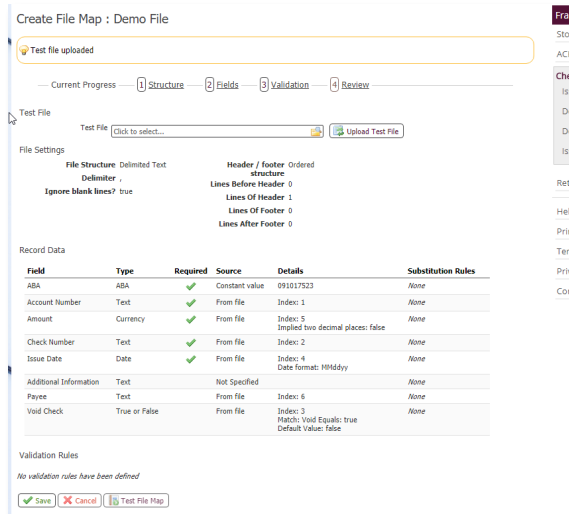 Create File Map : Demo File
Test file uploaded
Current Progress 1 Structure 2 Fields 3 Validation 4 Review
Test File
Test File Click to select... Upload Test File
File Settings
File Structure Delimited Text
Delimiter ,
Ignore blank lines? true
Header / footer structure Ordered
Lines Before Header 0
Lines Of Header 1
Lines Of Footer 0
Lines After Footer 0
Record Data
Field Type Required Source Details Substitution Rules
ABA ABA Constant value 091017523 None
Account Number Text From file Index: 1 None
Amount Currency From file Index: 5 None
Implied two decimal places: false
Check Number Text From file Index: 2 None
Issue Date Date From file Index: 4 None
Date format: MMddyy
Additional Information Text Not Specified None
Payee Text From file Index: 6 None
Void Check True or False From file Index: 3 None
Match: Void Equals: true
Default Value: false
Validation Rules
No validation rules have been defined
Save Cancel Test File Map
Fra
Sto
Che
Is
Is
Ret
Hel
Pri
Ter
Pri